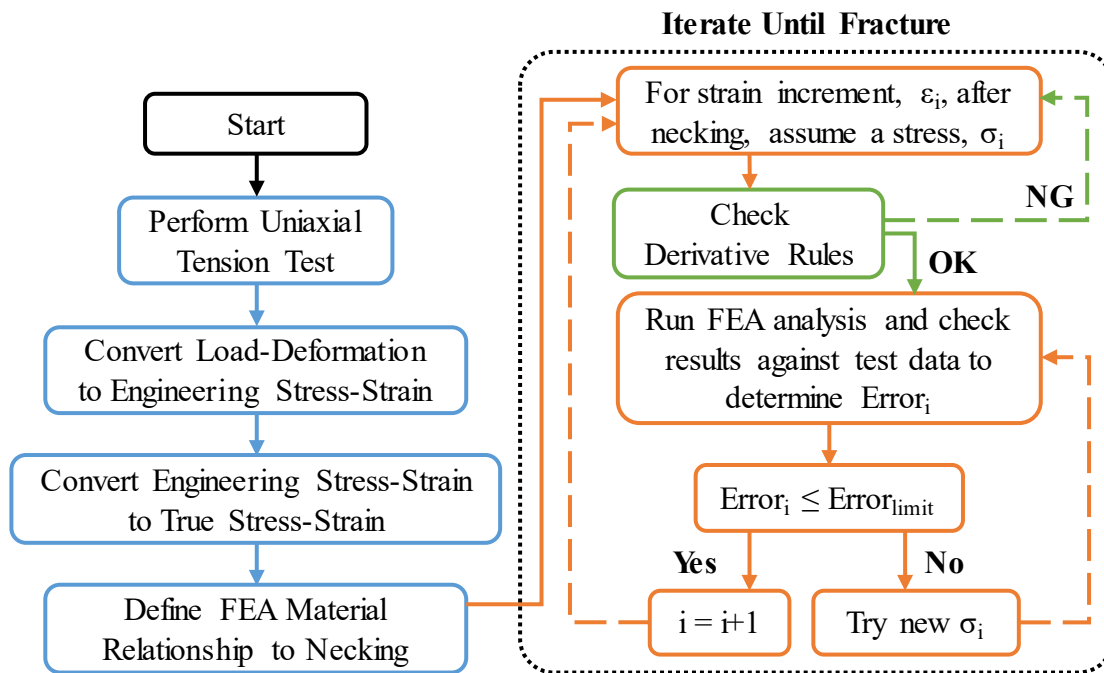 Start
Perform Uniaxial
Tension Test
Convert Load-Deformation
to Engineering Stress-Strain
Convert Engineering Stress-Strain
to True Stress-Strain
Define FEA Material
Relationship to Necking
Iterate Until Fracture
For strain increment, εᵢ, after
necking, assume a stress, σᵢ
Check
Derivative Rules
NG
OK
Run FEA analysis and check
results against test data to
determine Errorᵢ
Errorᵢ ≤ Error_limit
Yes
No
i = i+1
Try new σᵢ